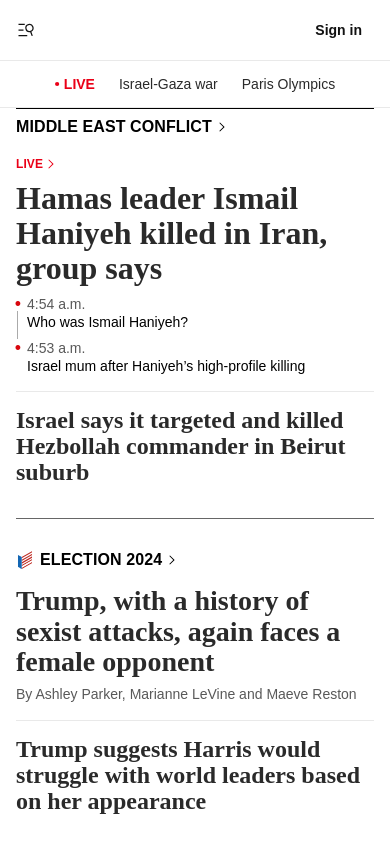 Sign in
• LIVE Israel-Gaza war Paris Olympics
MIDDLE EAST CONFLICT
LIVE
Hamas leader Ismail
Haniyeh killed in Iran,
group says
4:54 a.m.
Who was Ismail Haniyeh?
4:53 a.m.
Israel mum after Haniyeh’s high-profile killing
Israel says it targeted and killed
Hezbollah commander in Beirut
suburb
ELECTION 2024
Trump, with a history of
sexist attacks, again faces a
female opponent
By Ashley Parker, Marianne LeVine and Maeve Reston
Trump suggests Harris would
struggle with world leaders based
on her appearance